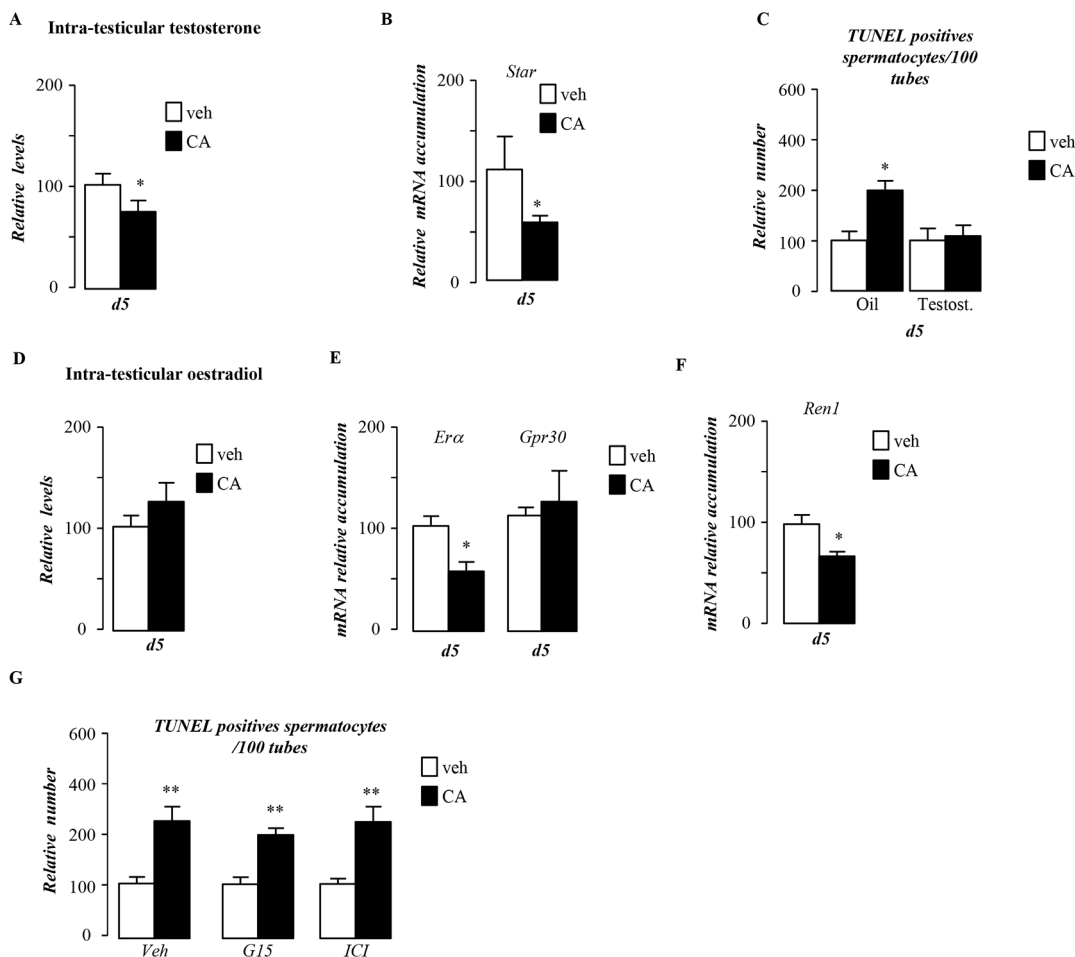 A
Intra-testicular testosterone
Relative levels
200
100
0
*
d5
veh
CA
B
Relative mRNA accumulation
Star
200
100
0
*
d5
veh
CA
C
TUNEL positives
spermatocytes/100
tubes
Relative number
600
400
200
100
0
*
Oil
Testost.
d5
veh
CA
D
Intra-testicular oestradiol
Relative levels
200
100
0
d5
veh
CA
E
mRNA relative accumulation
Erα
Gpr30
200
100
0
*
d5
d5
veh
CA
F
mRNA relative accumulation
Ren1
200
100
0
*
d5
veh
CA
G
TUNEL positives spermatocytes
/100 tubes
Relative number
600
400
200
100
0
**
**
**
Veh
G15
ICI
veh
CA